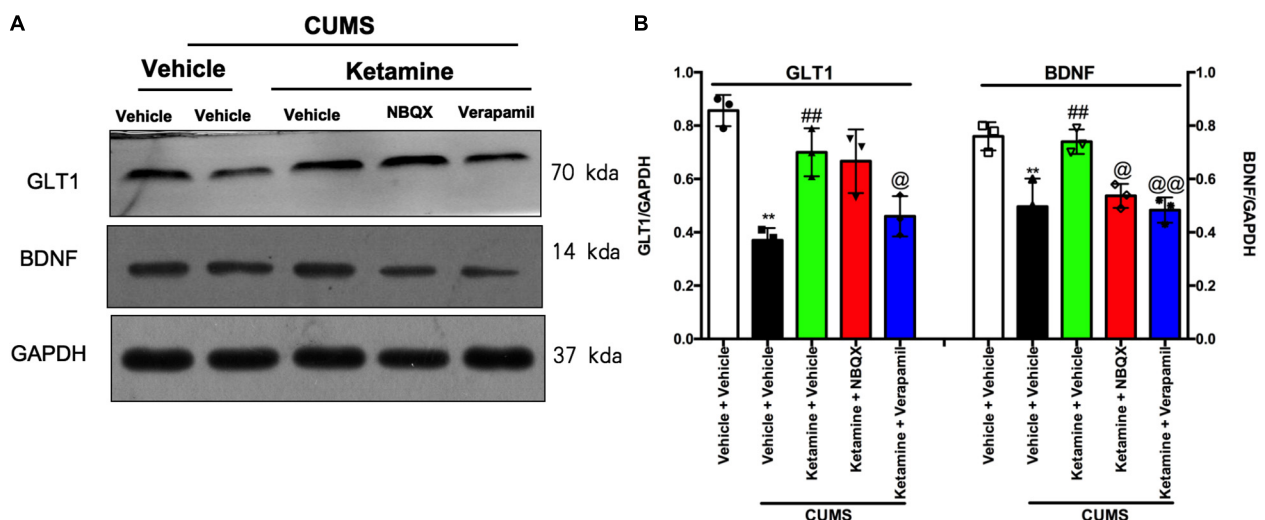 A
CUMS
Vehicle
Ketamine
Vehicle
Vehicle
Vehicle
NBQX
Verapamil
GLT1
70 kda
BDNF
14 kda
GAPDH
37 kda
B
GLT1
BDNF
GLT1/GAPDH
1.0
0.8
0.6
0.4
0.2
0.0
**
##
@
**
##
@
@@
1.0
0.8
0.6
0.4
0.2
0.0
BDNF/GAPDH
Vehicle + Vehicle
Vehicle + Vehicle
Ketamine + Vehicle
Ketamine + NBQX
Ketamine + Verapamil
CUMS
Vehicle + Vehicle
Vehicle + Vehicle
Ketamine + Vehicle
Ketamine + NBQX
Ketamine + Verapamil
CUMS